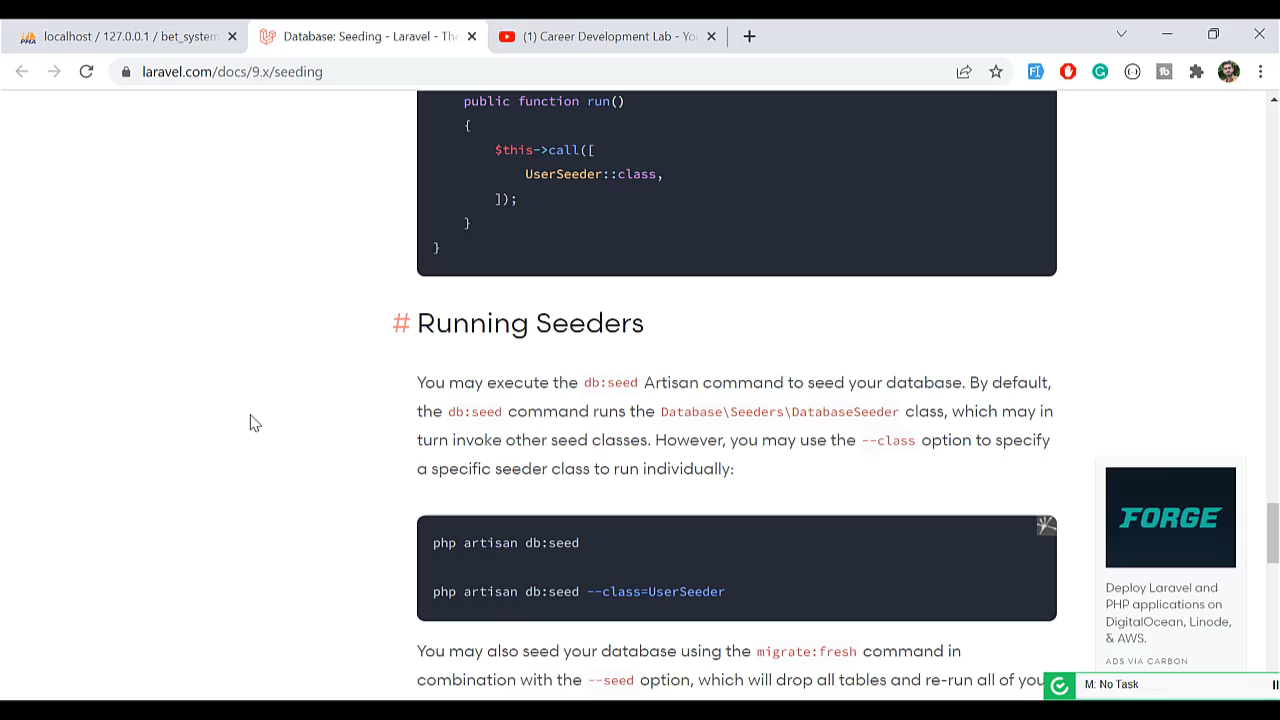 localhost / 127.0.0.1 / bet_system
Database: Seeding - Laravel - The
(1) Career Development Lab - Yo
laravel.com/docs/9.x/seeding
public function run()
{
$this->call([
UserSeeder::class,
]);
}
}
# Running Seeders
You may execute the db:seed Artisan command to seed your database. By default,
the db:seed command runs the Database\Seeders\DatabaseSeeder class, which may in
turn invoke other seed classes. However, you may use the --class option to specify
a specific seeder class to run individually:
php artisan db:seed
php artisan db:seed --class=UserSeeder
You may also seed your database using the migrate:fresh command in
combination with the --seed option, which will drop all tables and re-run all of you
FORGE
Deploy Laravel and
PHP applications on
DigitalOcean, Linode,
& AWS.
ADS VIA CARBON
M: No Task